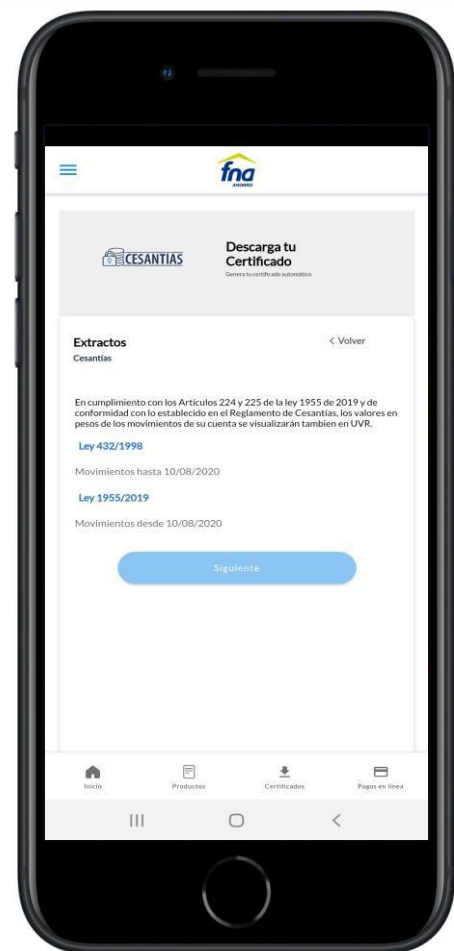 fna
AHORRO
CESANTÍAS
Descarga tu
Certificado
Genera tu certificado automático
Extractos
< Volver
Cesantías
En cumplimiento con los Artículos 224 y 225 de la ley 1955 de 2019 y de
conformidad con lo establecido en el Reglamento de Cesantías, los valores en
pesos de los movimientos de su cuenta se visualizarán tambien en UVR.
Ley 432/1998
Movimientos hasta 10/08/2020
Ley 1955/2019
Movimientos desde 10/08/2020
Siguiente
Inicio
Productos
Certificados
Pagos en línea